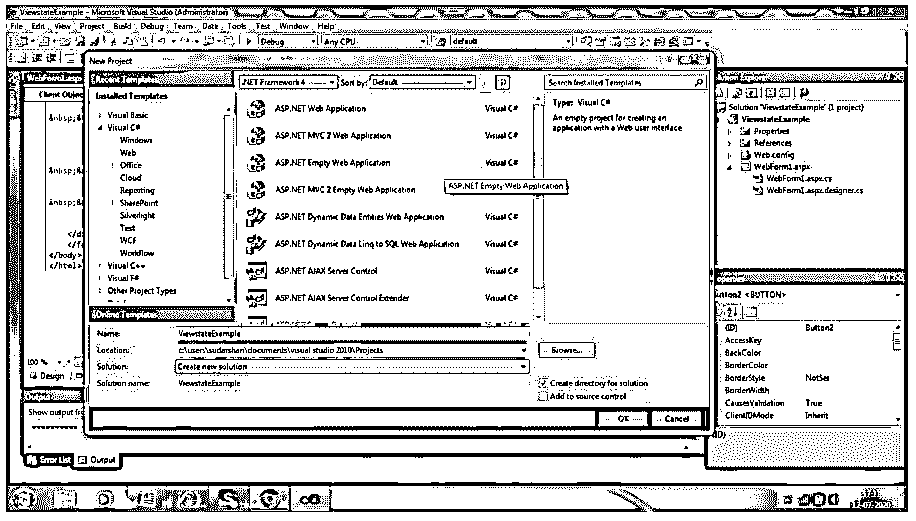 ViewstateExample - Microsoft Visual Studio (Administrator)
File Edit View Project Build Debug Team Data Tools Test Window Help
Debug Any CPU default
New Project
Recent Templates
.NET Framework 4 Sort by: Default
Search Installed Templates
Installed Templates
Visual Basic
Visual C#
Windows
Web
Office
Cloud
Reporting
SharePoint
Silverlight
Test
WCF
Workflow
Visual C++
Visual F#
Other Project Types
Online Templates
ASP.NET Web Application Visual C#
ASP.NET MVC 2 Web Application Visual C#
ASP.NET Empty Web Application Visual C#
ASP.NET MVC 2 Empty Web Application
ASP.NET Empty Web Application
ASP.NET Dynamic Data Entities Web Application Visual C#
ASP.NET Dynamic Data Linq to SQL Web Application Visual C#
ASP.NET AJAX Server Control Visual C#
ASP.NET AJAX Server Control Extender Visual C#
Type: Visual C#
An empty project for creating an
application with a Web user interface
Name: ViewstateExample
Location: c:\users\sudarshan\documents\visual studio 2010\Projects
Browse...
Solution: Create new solution
Solution name: ViewstateExample
Create directory for solution
Add to source control
OK Cancel
Client Objec
&nbsp;&
&nbsp;&
&nbsp;&
</d
</fo
</body>
</html>
100 %
Design
Output
Show output fr
Error List Output
Solution 'ViewstateExample' (1 project)
ViewstateExample
Properties
References
Web.config
WebForm1.aspx
WebForm1.aspx.cs
WebForm1.aspx.designer.cs
utton2 <BUTTON>
(ID) Button2
AccessKey
BackColor
BorderColor
BorderStyle NotSet
BorderWidth
CausesValidation True
ClientIDMode Inherit
(ID)